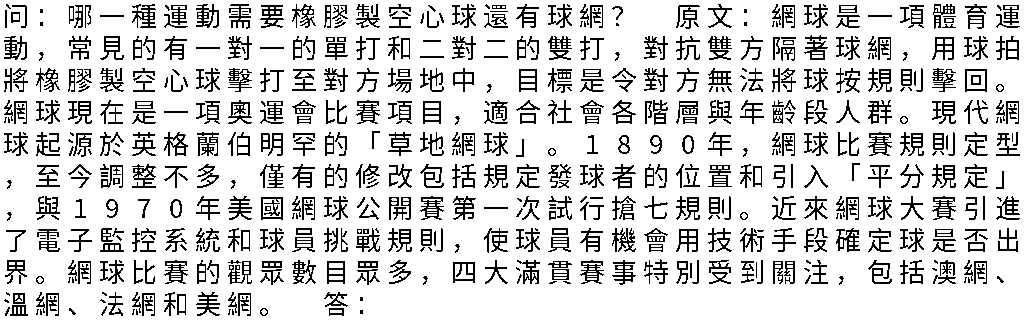 问：哪一種運動需要橡膠製空心球還有球網？　原文：網球是一項體育運
動，常見的有一對一的單打和二對二的雙打，對抗雙方隔著球網，用球拍
將橡膠製空心球擊打至對方場地中，目標是令對方無法將球按規則擊回。
網球現在是一項奧運會比賽項目，適合社會各階層與年齡段人群。現代網
球起源於英格蘭伯明罕的「草地網球」。１８９０年，網球比賽規則定型
，至今調整不多，僅有的修改包括規定發球者的位置和引入「平分規定」
，與１９７０年美國網球公開賽第一次試行搶七規則。近來網球大賽引進
了電子監控系統和球員挑戰規則，使球員有機會用技術手段確定球是否出
界。網球比賽的觀眾數目眾多，四大滿貫賽事特別受到關注，包括澳網、
溫網、法網和美網。　答：